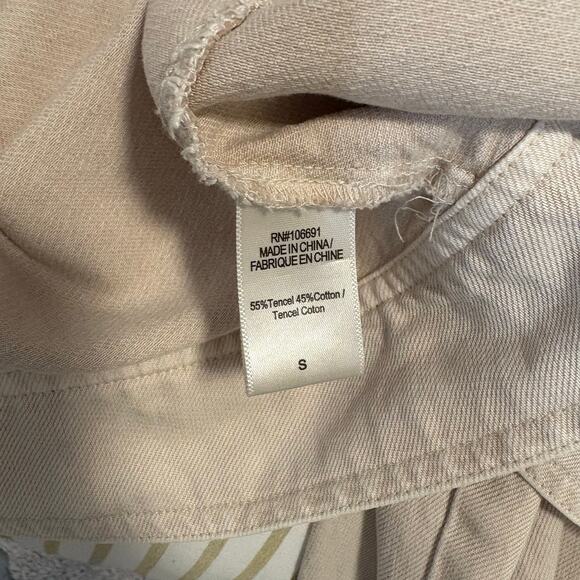 RN#106691
MADE IN CHINA/
FABRIQUE EN CHINE
55%Tencel 45%Cotton /
Tencel Coton
S